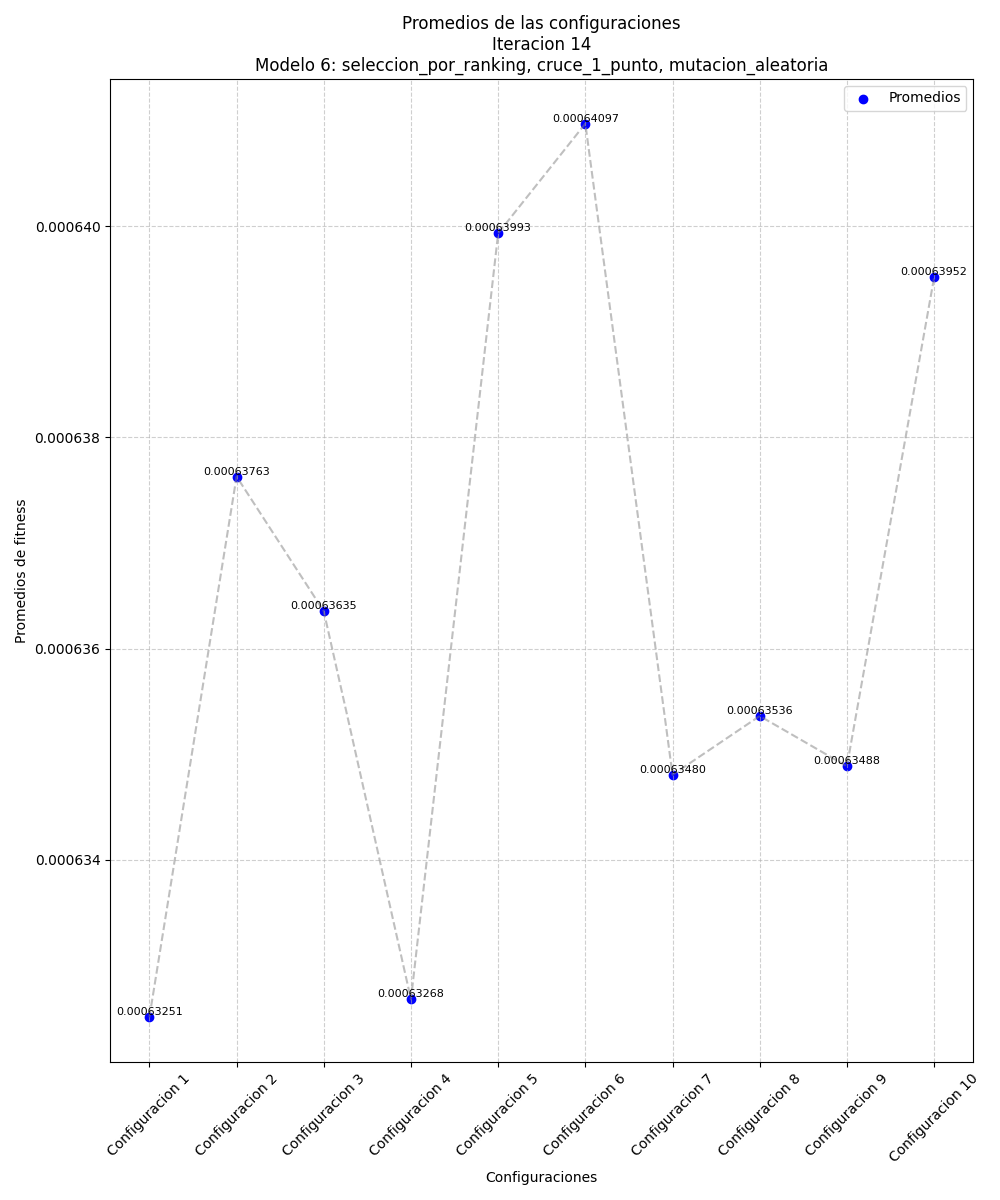 Promedios de las configuraciones
Iteracion 14
Modelo 6: seleccion_por_ranking, cruce_1_punto, mutacion_aleatoria
Promedios
0.00064097
0.00063993
0.00063952
0.00063763
0.00063635
0.00063536
0.00063488
0.00063480
0.00063268
0.00063251
0.000640
0.000638
0.000636
0.000634
Promedios de fitness
Configuracion 1
Configuracion 2
Configuracion 3
Configuracion 4
Configuracion 5
Configuracion 6
Configuracion 7
Configuracion 8
Configuracion 9
Configuracion 10
Configuraciones